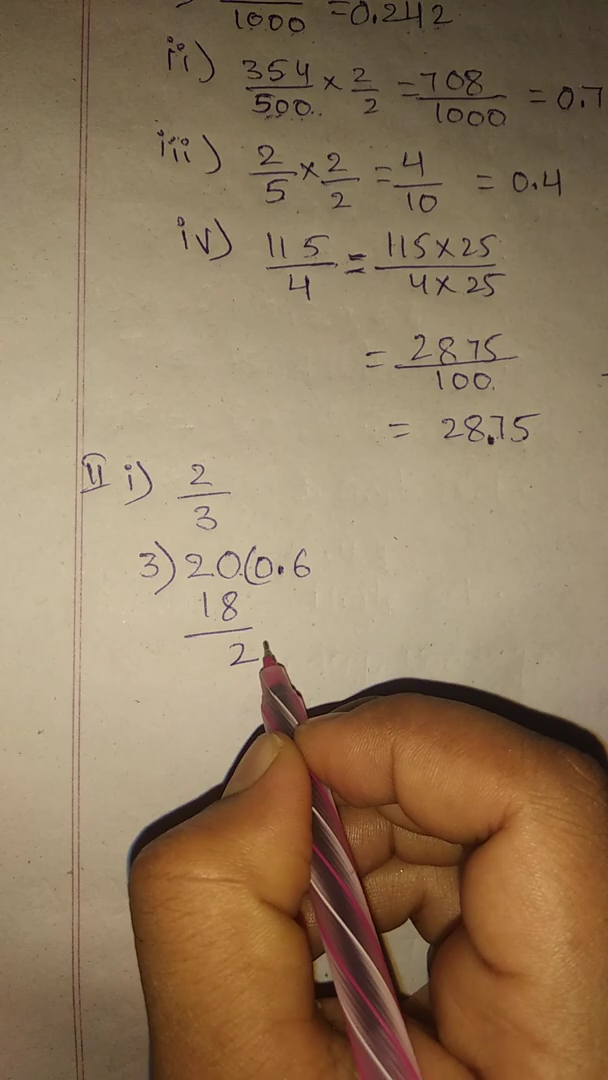 1000 = 0.242
ii) 354/500 × 2/2 = 708/1000 = 0.7
iii) 2/5 × 2/2 = 4/10 = 0.4
iv) 115/4 = 115×25/4×25
= 2875/100
= 28.75
II i) 2/3
3)20(0.6
18
2